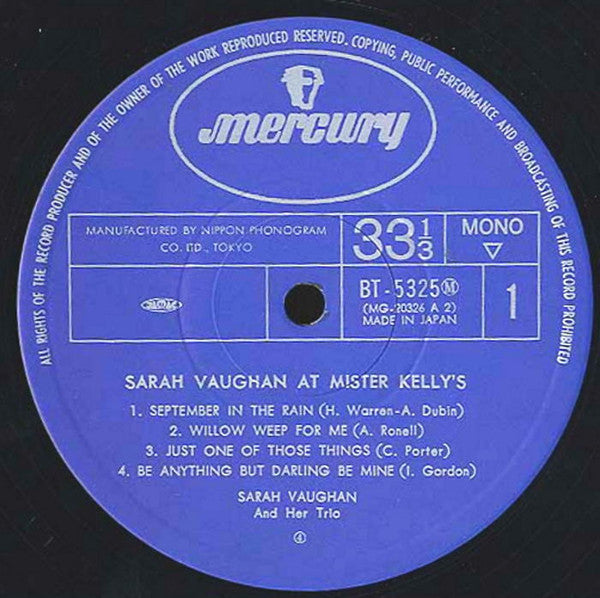 ALL RIGHTS OF THE RECORD PRODUCER AND OF THE OWNER OF THE WORK REPRODUCED RESERVED. COPYING, PUBLIC PERFORMANCE AND BROADCASTING OF THIS RECORD PROHIBITED
mercury
MANUFACTURED BY NIPPON PHONOGRAM
CO. LTD., TOKYO
33 1/3
MONO
BT-5325Ⓜ
(MG-20326 A 2)
MADE IN JAPAN
1
SARAH VAUGHAN AT MISTER KELLY'S
1. SEPTEMBER IN THE RAIN (H. Warren-A. Dubin)
2. WILLOW WEEP FOR ME (A. Ronell)
3. JUST ONE OF THOSE THINGS (C. Porter)
4. BE ANYTHING BUT DARLING BE MINE (I. Gordon)
SARAH VAUGHAN
And Her Trio
④